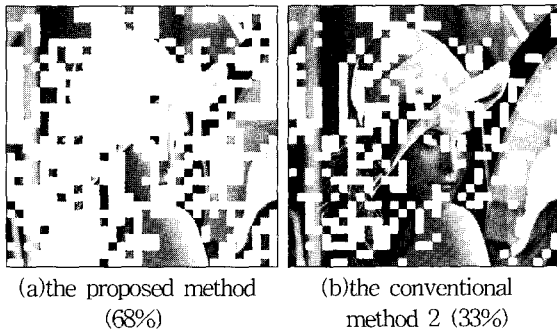 (a)the proposed method
(68%)
(b)the conventional
method 2 (33%)